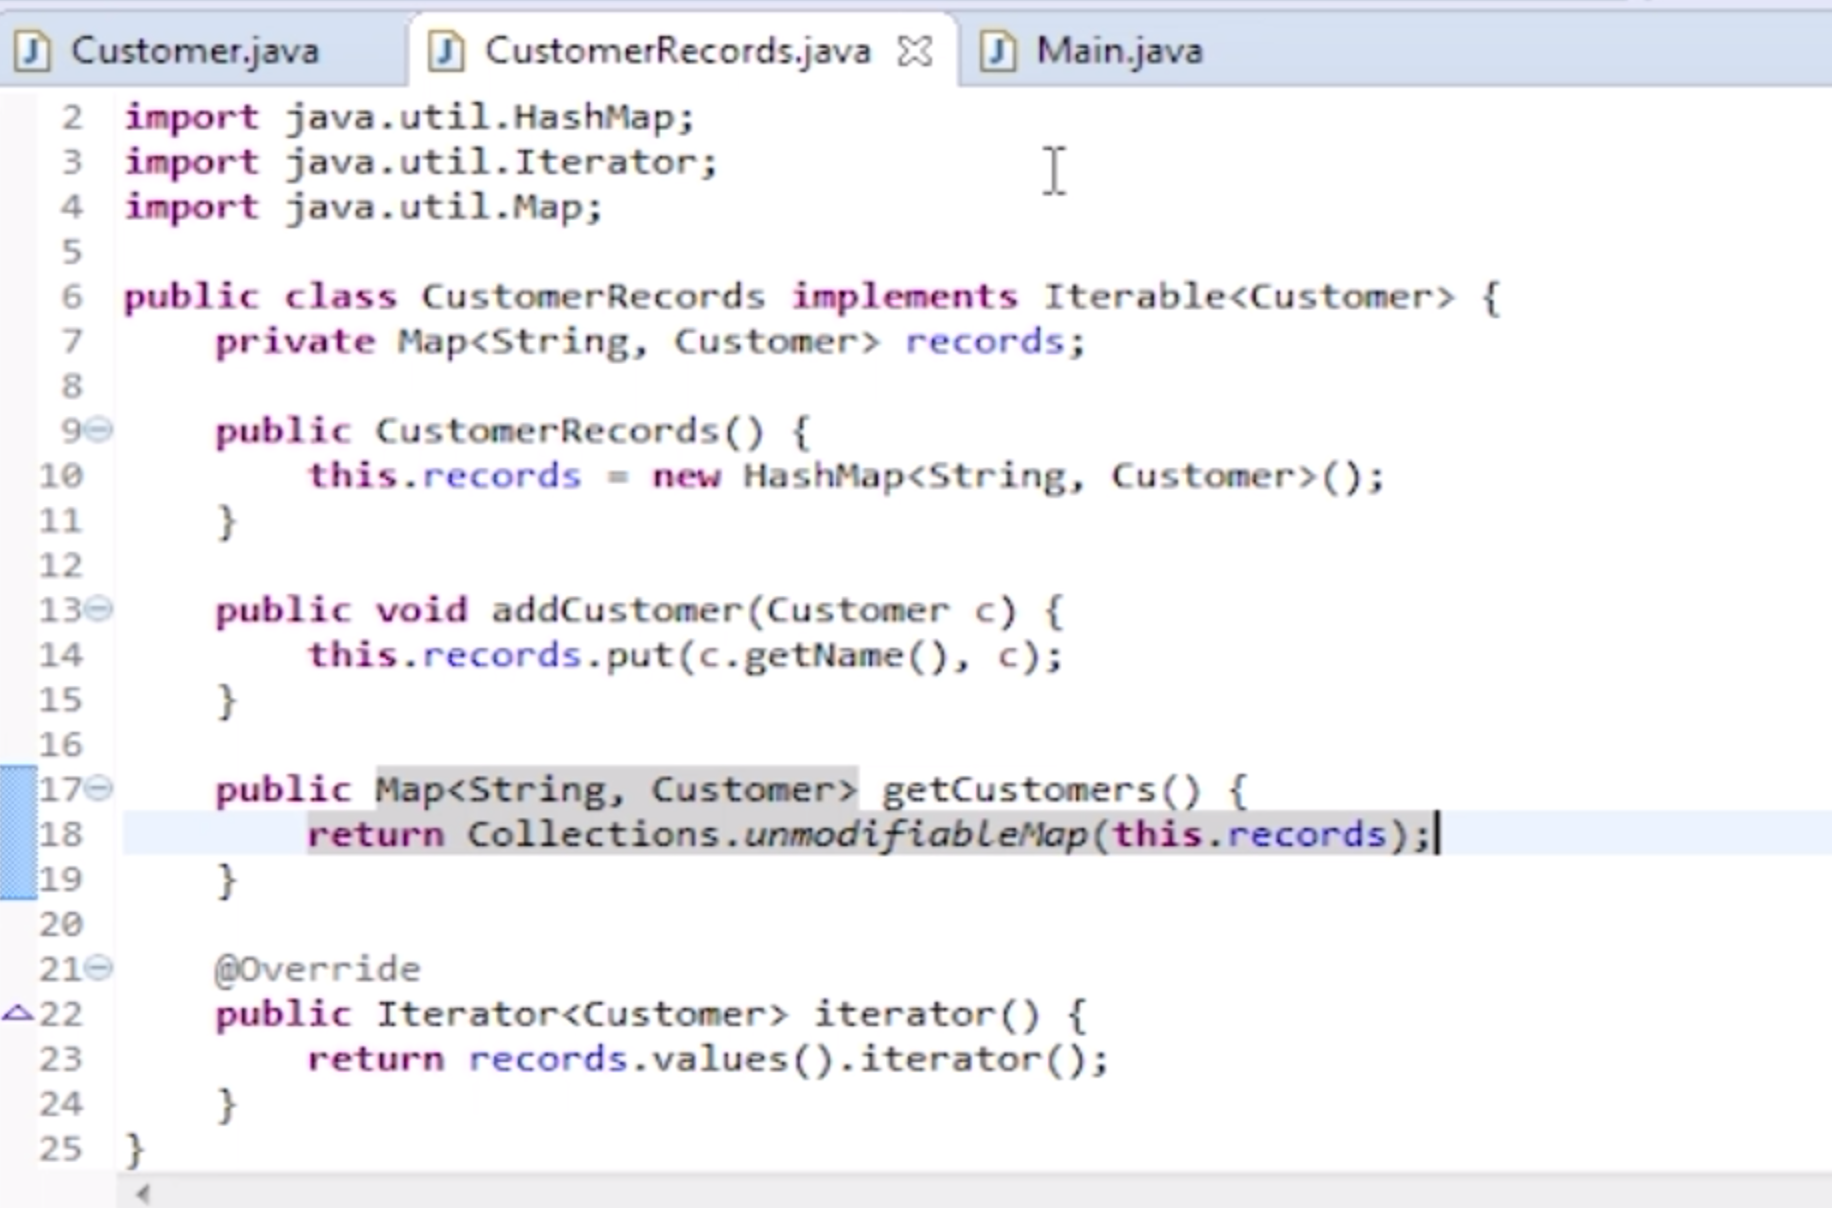 Customer.java CustomerRecords.java Main.java
2 import java.util.HashMap;
3 import java.util.Iterator;
4 import java.util.Map;
5
6 public class CustomerRecords implements Iterable<Customer> {
7     private Map<String, Customer> records;
8
9     public CustomerRecords() {
10         this.records = new HashMap<String, Customer>();
11     }
12
13     public void addCustomer(Customer c) {
14         this.records.put(c.getName(), c);
15     }
16
17     public Map<String, Customer> getCustomers() {
18         return Collections.unmodifiableMap(this.records);
19     }
20
21     @Override
22     public Iterator<Customer> iterator() {
23         return records.values().iterator();
24     }
25 }